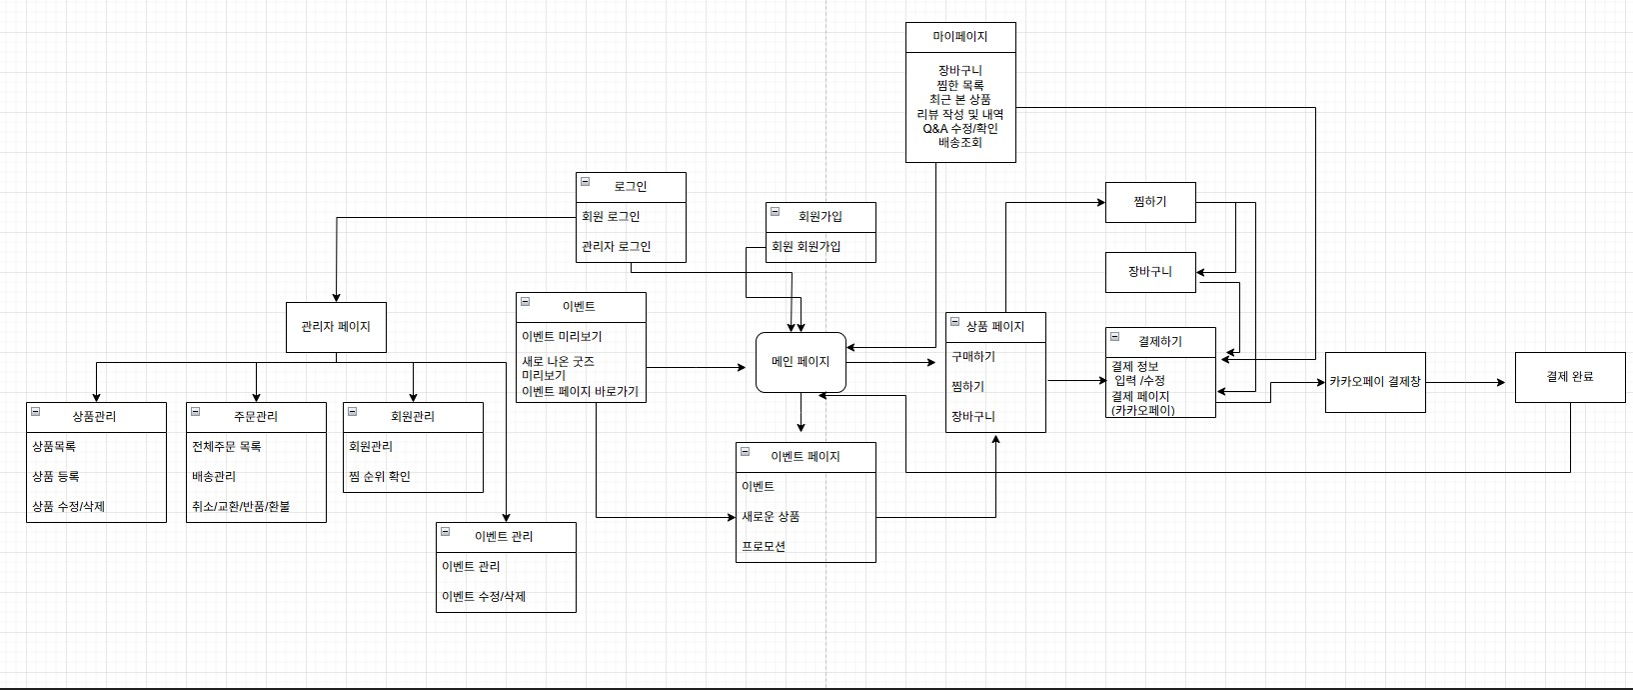 마이페이지
장바구니
찜한 목록
최근 본 상품
리뷰 작성 및 내역
Q&A 수정/확인
배송조회
로그인
회원 로그인
관리자 로그인
회원가입
회원 회원가입
찜하기
장바구니
관리자 페이지
이벤트
이벤트 미리보기
새로 나온 굿즈
미리보기
이벤트 페이지 바로가기
메인 페이지
상품 페이지
구매하기
찜하기
장바구니
결제하기
결제 정보
입력 /수정
결제 페이지
(카카오페이)
카카오페이 결제창
결제 완료
상품관리
상품목록
상품 등록
상품 수정/삭제
주문관리
전체주문 목록
배송관리
취소/교환/반품/환불
회원관리
회원관리
찜 순위 확인
이벤트 페이지
이벤트
새로운 상품
프로모션
이벤트 관리
이벤트 관리
이벤트 수정/삭제